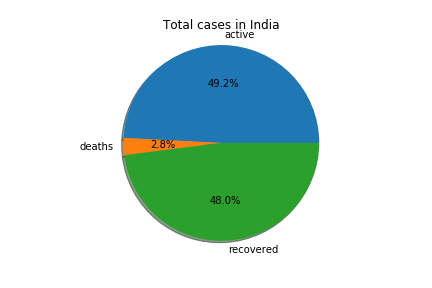 Total cases in India
active
49.2%
deaths
2.8%
48.0%
recovered